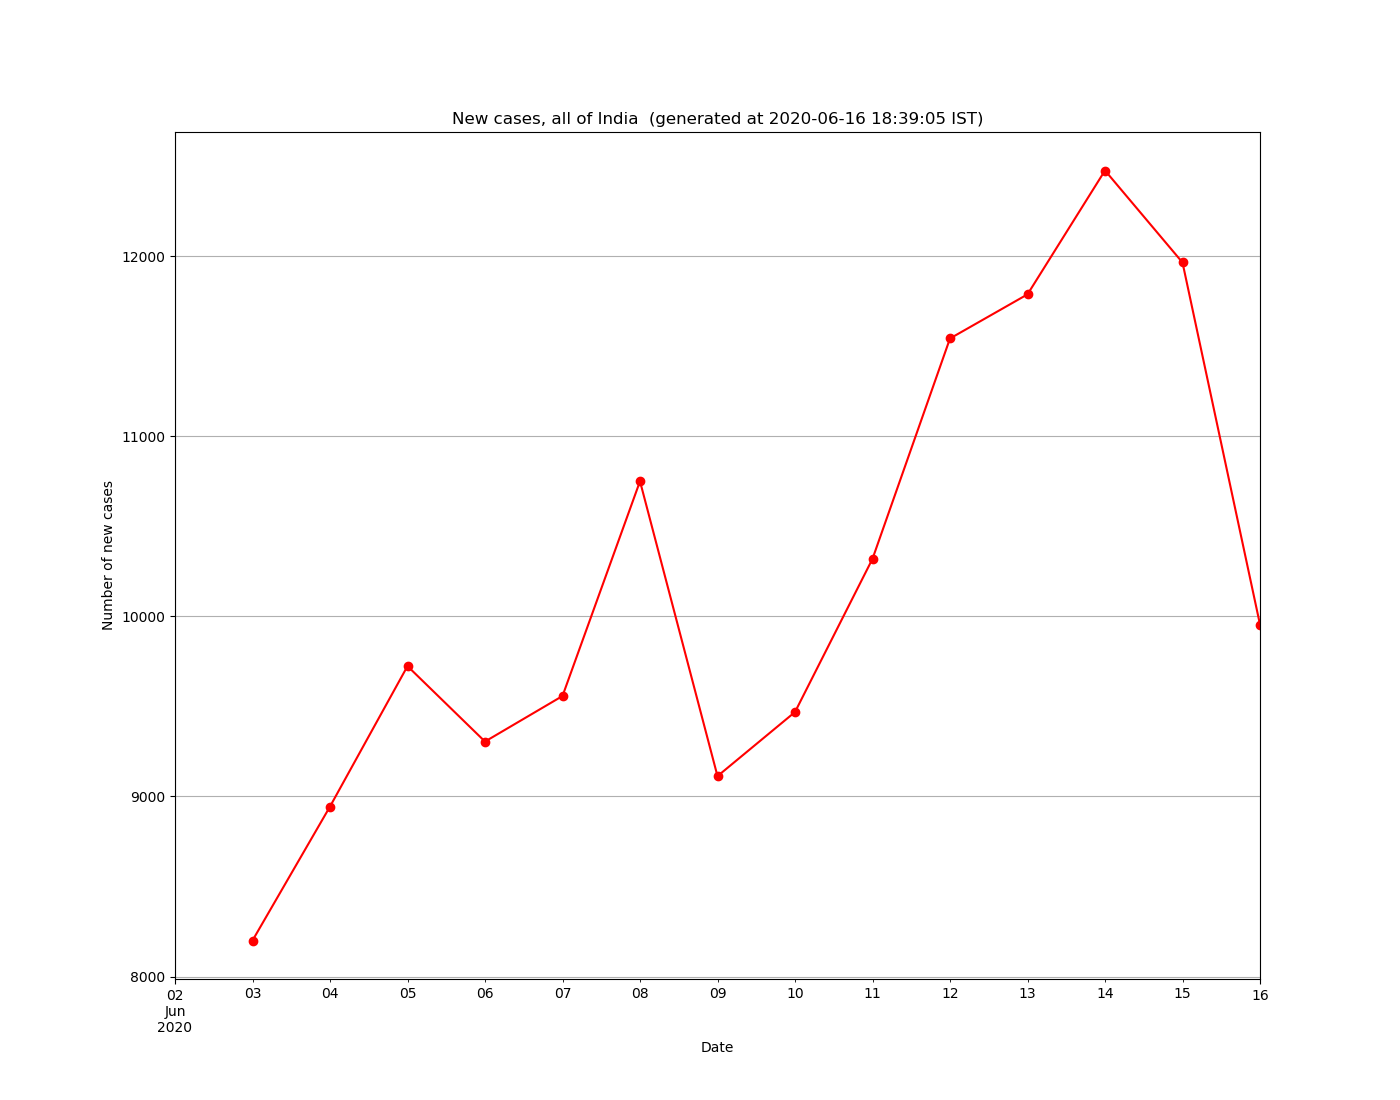 New cases, all of India  (generated at 2020-06-16 18:39:05 IST)
12000
11000
10000
9000
8000
Number of new cases
02 03 04 05 06 07 08 09 10 11 12 13 14 15 16
Jun
2020
Date